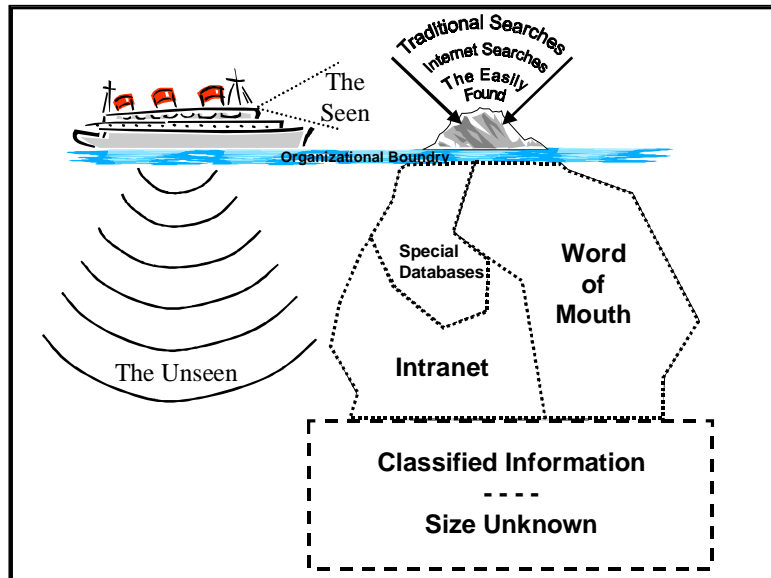 Traditional Searches
Internet Searches
The Easily
Found
The
Seen
Organizational Boundry
Special
Databases
Word
of
Mouth
Intranet
The Unseen
Classified Information
- - - -
Size Unknown